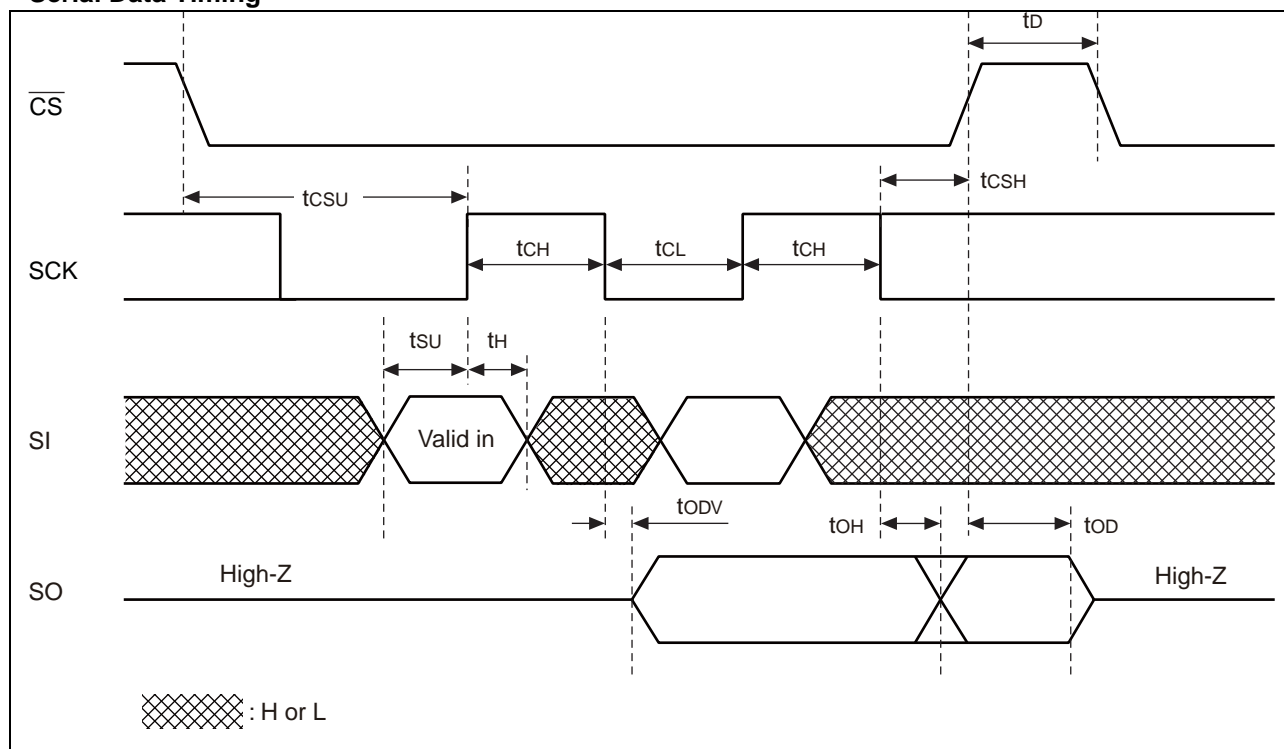 Serial Data Timing
tD
CS
tCSU
tCSH
SCK
tCH
tCL
tCH
tSU
tH
SI
Valid in
tODV
tOH
tOD
SO
High-Z
High-Z
: H or L